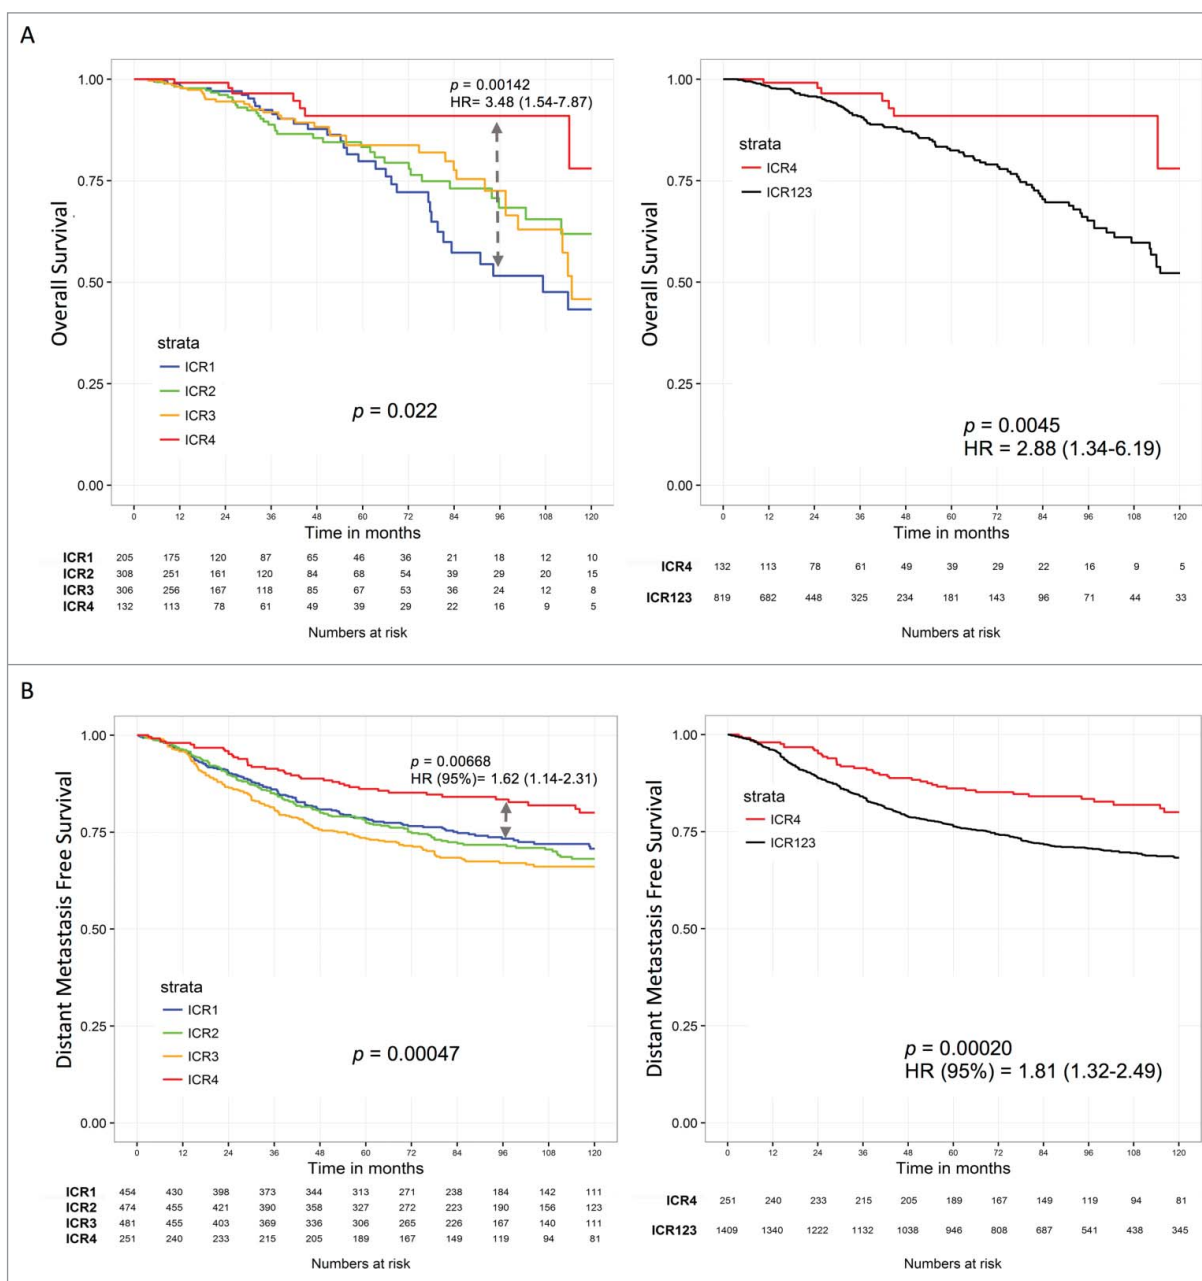 A
1.00
0.75
0.50
0.25
0.00
Overall Survival
p = 0.00142
HR= 3.48 (1.54-7.87)
strata
ICR1
ICR2
ICR3
ICR4
p = 0.022
0 12 24 36 48 60 72 84 96 108 120
Time in months
ICR1 205 175 120 87 65 46 36 21 18 12 10
ICR2 308 251 161 120 84 68 54 39 29 20 15
ICR3 306 256 167 118 85 67 53 36 24 12 8
ICR4 132 113 78 61 49 39 29 22 16 9 5
Numbers at risk
1.00
0.75
0.50
0.25
0.00
Overall Survival
strata
ICR4
ICR123
p = 0.0045
HR = 2.88 (1.34-6.19)
0 12 24 36 48 60 72 84 96 108 120
Time in months
ICR4 132 113 78 61 49 39 29 22 16 9 5
ICR123 819 682 448 325 234 181 143 96 71 44 33
Numbers at risk
B
1.00
0.75
0.50
0.25
0.00
Distant Metastasis Free Survival
p = 0.00668
HR (95%)= 1.62 (1.14-2.31)
strata
ICR1
ICR2
ICR3
ICR4
p = 0.00047
0 12 24 36 48 60 72 84 96 108 120
Time in months
ICR1 454 430 398 373 344 313 271 238 184 142 111
ICR2 474 455 421 390 358 327 272 223 190 156 123
ICR3 481 455 403 369 336 306 265 226 167 140 111
ICR4 251 240 233 215 205 189 167 149 119 94 81
Numbers at risk
1.00
0.75
0.50
0.25
0.00
Distant Metastasis Free Survival
strata
ICR4
ICR123
p = 0.00020
HR (95%) = 1.81 (1.32-2.49)
0 12 24 36 48 60 72 84 96 108 120
Time in months
ICR4 251 240 233 215 205 189 167 149 119 94 81
ICR123 1409 1340 1222 1132 1038 946 808 687 541 438 345
Numbers at risk